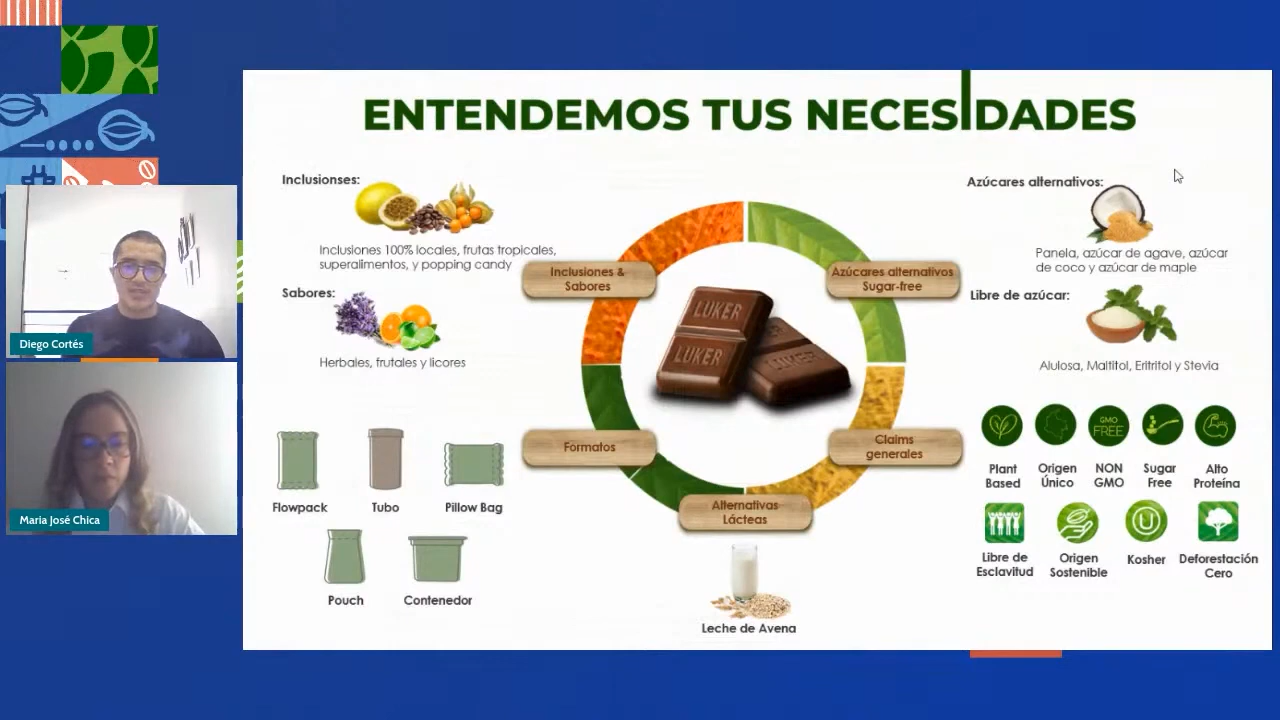 ENTENDEMOS TUS NECESIDADES
Inclusionses:
Inclusiones 100% locales, frutas tropicales,
superalimentos, y popping candy
Sabores:
Herbales, frutales y licores
Inclusiones &
Sabores
Azúcares alternativos
Sugar-free
Formatos
Claims
generales
Alternativas
Lácteas
LUKER
LUKER
LUKER
Azúcares alternativos:
Panela, azúcar de agave, azúcar
de coco y azúcar de maple
Libre de azúcar:
Alulosa, Maltitol, Eritritol y Stevia
Flowpack
Tubo
Pillow Bag
Pouch
Contenedor
Leche de Avena
GMO
FREE
Plant
Based
Origen
Único
NON
GMO
Sugar
Free
Alto
Proteína
U
Libre de
Esclavitud
Origen
Sostenible
Kosher
Deforestación
Cero
Diego Cortés
Maria José Chica